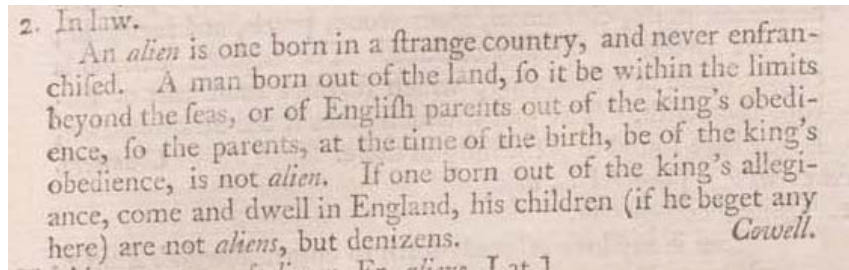 2. In law.
An alien is one born in a ſtrange country, and never enfran-
chiſed. A man born out of the land, ſo it be within the limits
beyond the ſeas, or of Engliſh parents out of the king's obedi-
ence, ſo the parents, at the time of the birth, be of the king's
obedience, is not alien. If one born out of the king's allegi-
ance, come and dwell in England, his children (if he beget any
here) are not aliens, but denizens. Cowell.